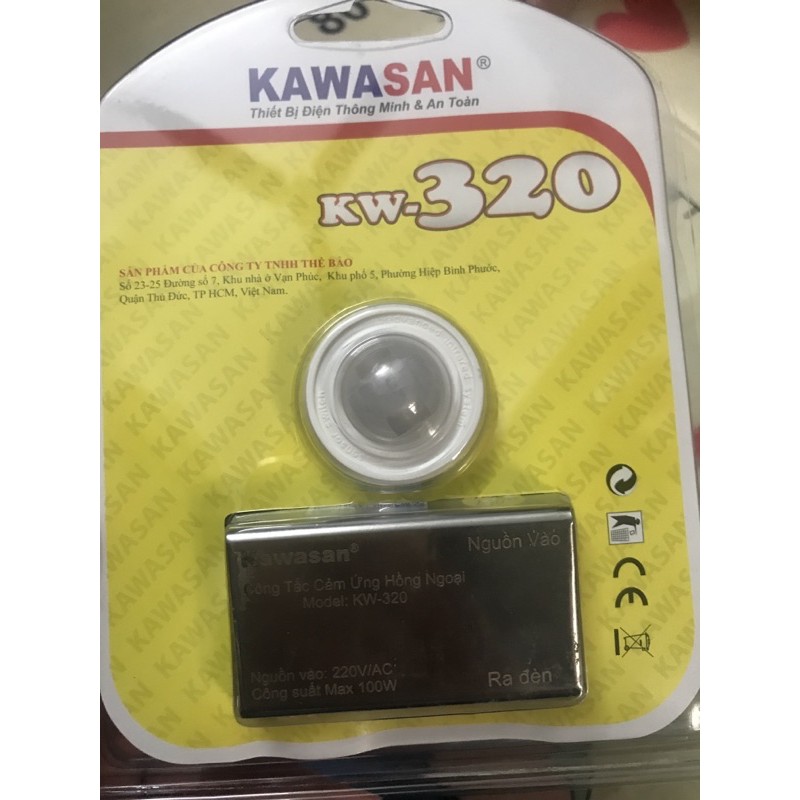 KAWASAN®
Thiết Bị Điện Thông Minh & An Toàn
KW-320
SẢN PHẨM CỦA CÔNG TY TNHH THẾ BẢO
Số 23-25 Đường số 7, Khu nhà ở Vạn Phúc, Khu phố 5, Phường Hiệp Bình Phước,
Quận Thủ Đức, TP HCM, Việt Nam.
Kawasan®
Nguồn Vào
Công Tắc Cảm Ứng Hồng Ngoại
Model: KW-320
Nguồn vào: 220V/AC
Công suất Max 100W
Ra đèn
CE